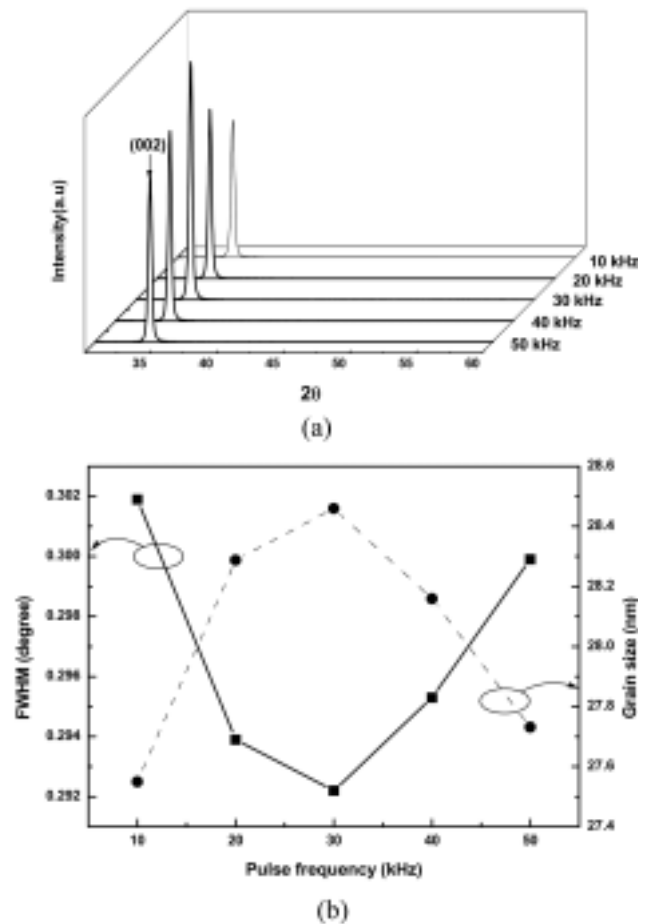 (002)
Intensity(a.u)
10 kHz
20 kHz
30 kHz
40 kHz
50 kHz
35 40 45 50 55 60
2θ
(a)
0.302
0.300
0.298
0.296
0.294
0.292
FWHM (degree)
28.6
28.4
28.2
28.0
27.8
27.6
27.4
Grain size (nm)
10 20 30 40 50
Pulse frequency (kHz)
(b)